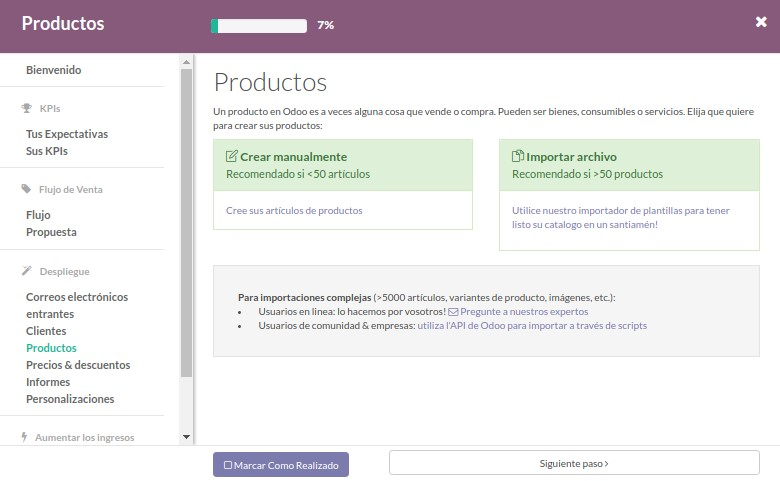 Productos
7%
Bienvenido
KPIs
Tus Expectativas
Sus KPIs
Flujo de Venta
Flujo
Propuesta
Despliegue
Correos electrónicos
entrantes
Clientes
Productos
Precios & descuentos
Informes
Personalizaciones
Aumentar los ingresos
Productos
Un producto en Odoo es a veces alguna cosa que vende o compra. Pueden ser bienes, consumibles o servicios. Elija que quiere
para crear sus productos:
Crear manualmente
Recomendado si <50 artículos
Cree sus artículos de productos
Importar archivo
Recomendado si >50 productos
Utilice nuestro importador de plantillas para tener
listo su catalogo en un santiamén!
Para importaciones complejas (>5000 artículos, variantes de producto, imágenes, etc.):
• Usuarios en línea: lo hacemos por vosotros! Pregunte a nuestros expertos
• Usuarios de comunidad & empresas: utiliza l'API de Odoo para importar a través de scripts
Marcar Como Realizado
Siguiente paso